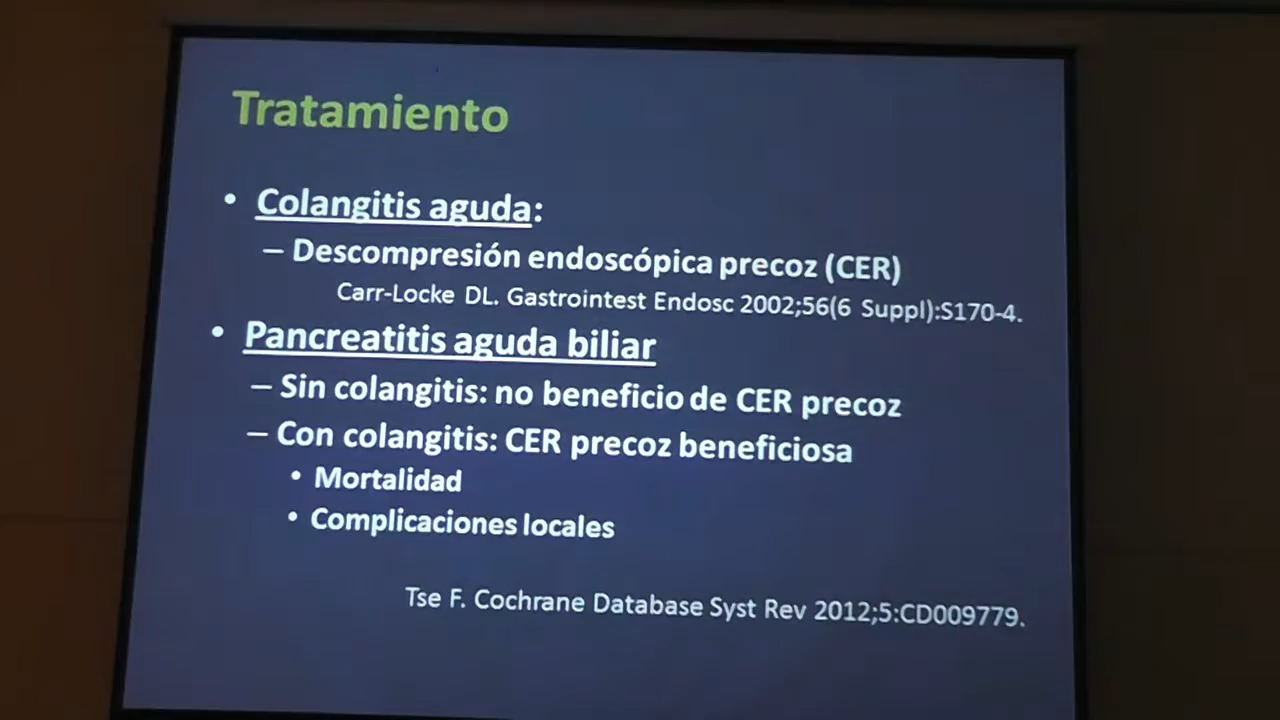 Tratamiento
• Colangitis aguda:
– Descompresión endoscópica precoz (CER)
Carr-Locke DL. Gastrointest Endosc 2002;56(6 Suppl):S170-4.
• Pancreatitis aguda biliar
– Sin colangitis: no beneficio de CER precoz
– Con colangitis: CER precoz beneficiosa
• Mortalidad
• Complicaciones locales
Tse F. Cochrane Database Syst Rev 2012;5:CD009779.